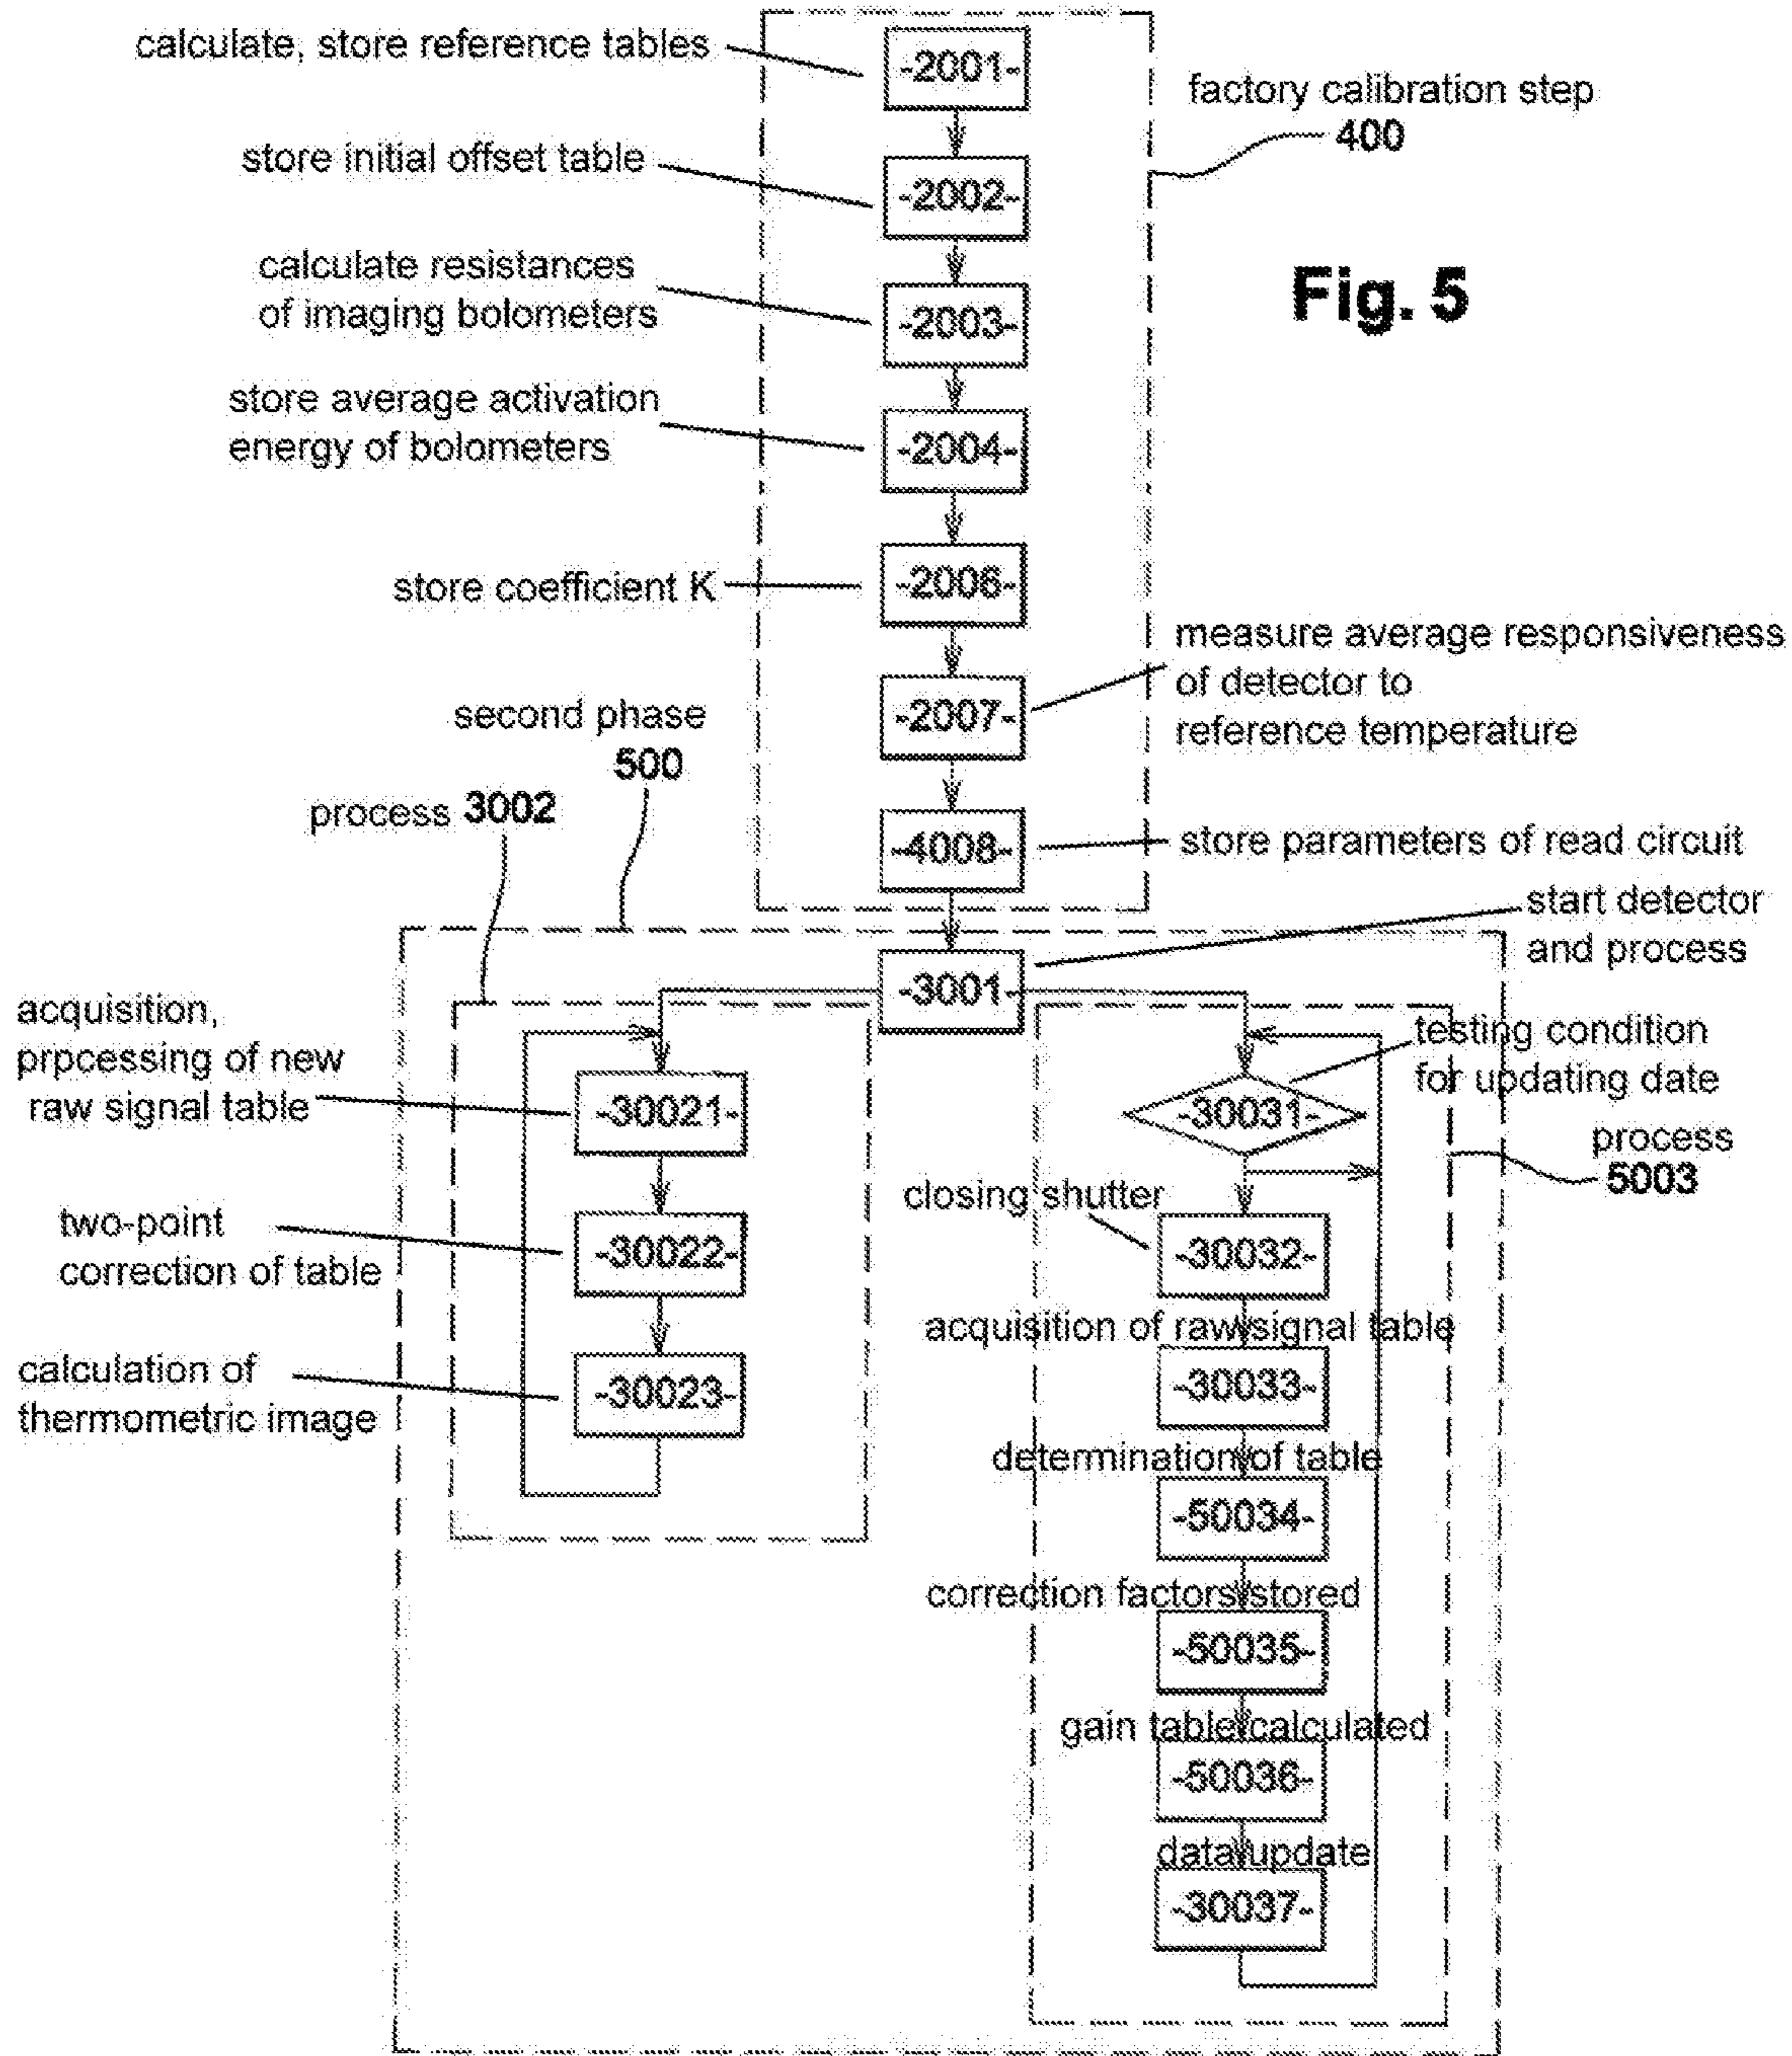 calculate, store reference tables
-2001-
factory calibration step
400
store initial offset table
-2002-
calculate resistances
of imaging bolometers
-2003-
Fig. 5
store average activation
energy of bolometers
-2004-
store coefficient K
-2006-
measure average responsiveness
of detector to
reference temperature
-2007-
second phase
500
process 3002
-4008-
store parameters of read circuit
start detector
and process
-3001-
acquisition,
prpcessing of new
raw signal table
-30021-
testing condition
for updating date
-30031-
process
5003
closing shutter
two-point
correction of table
-30022-
-30032-
acquisition of raw signal table
calculation of
thermometric image
-30023-
-30033-
determination of table
-50034-
correction factors stored
-50035-
gain table calculated
-50036-
data update
-30037-